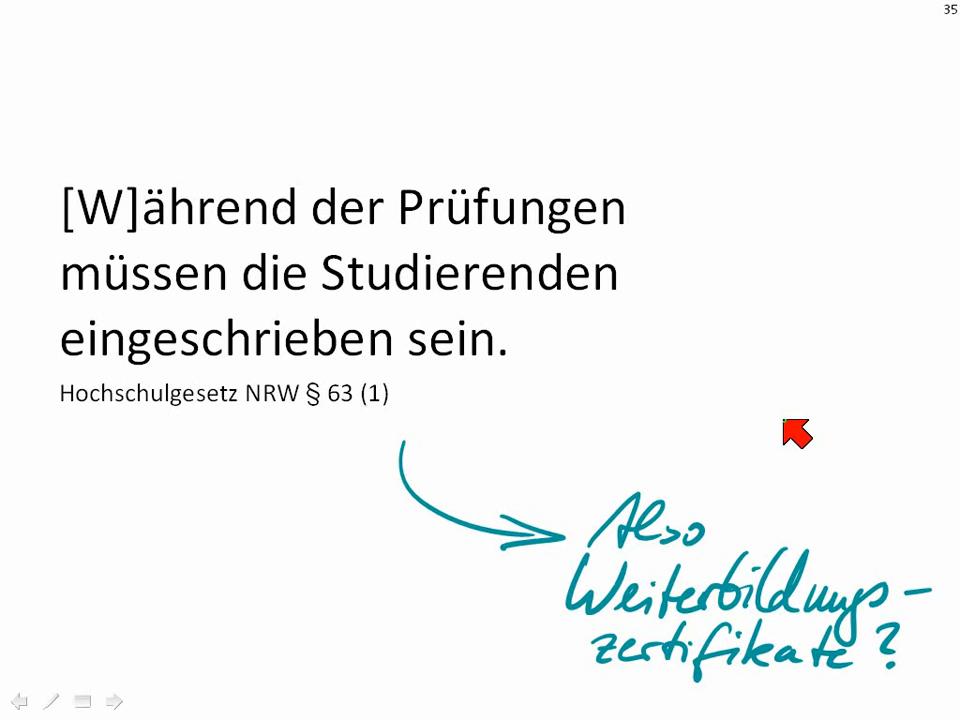 35
[W]ährend der Prüfungen
müssen die Studierenden
eingeschrieben sein.
Hochschulgesetz NRW § 63 (1)
Also
Weiterbildungs-
zertifikate?